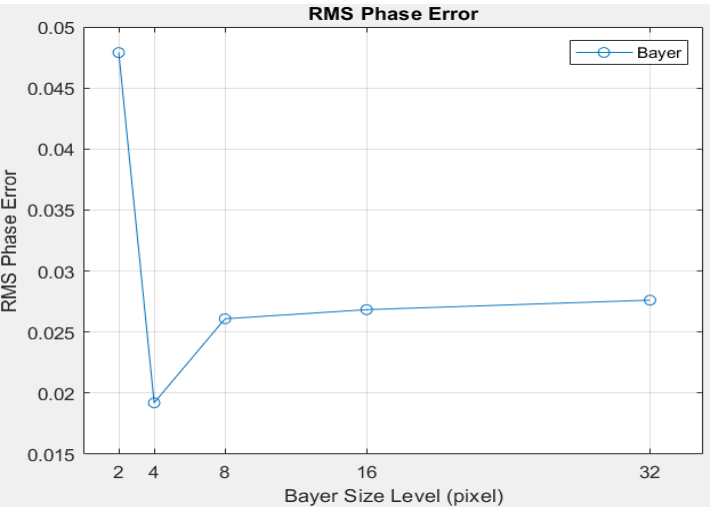 RMS Phase Error
Bayer
RMS Phase Error
0.05
0.045
0.04
0.035
0.03
0.025
0.02
0.015
2 4 8 16 32
Bayer Size Level (pixel)